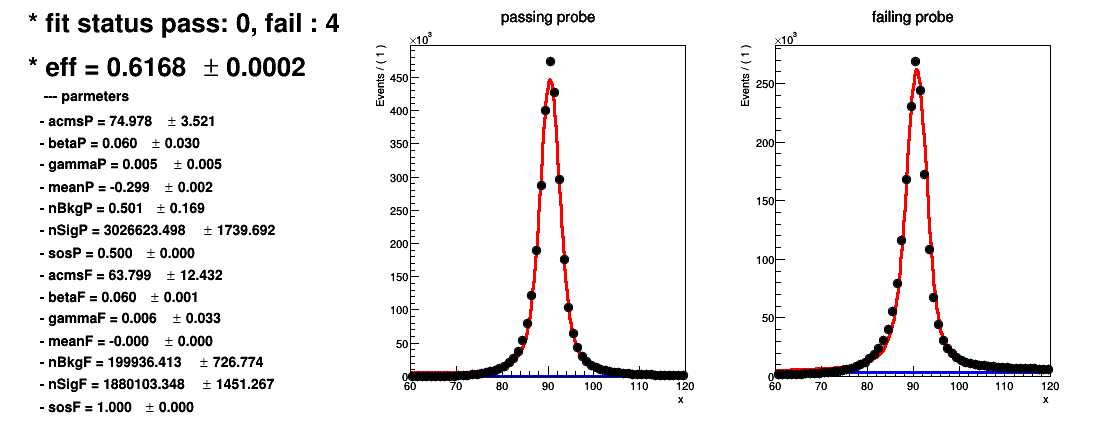 * fit status pass: 0, fail : 4
* eff = 0.6168 ± 0.0002
--- parmeters
- acmsP = 74.978 ± 3.521
- betaP = 0.060 ± 0.030
- gammaP = 0.005 ± 0.005
- meanP = -0.299 ± 0.002
- nBkgP = 0.501 ± 0.169
- nSigP = 3026623.498 ± 1739.692
- sosP = 0.500 ± 0.000
- acmsF = 63.799 ± 12.432
- betaF = 0.060 ± 0.001
- gammaF = 0.006 ± 0.033
- meanF = -0.000 ± 0.000
- nBkgF = 199936.413 ± 726.774
- nSigF = 1880103.348 ± 1451.267
- sosF = 1.000 ± 0.000
passing probe
×10³
Events / ( 1 )
450
400
350
300
250
200
150
100
50
0
60 70 80 90 100 110 120
x
failing probe
×10³
Events / ( 1 )
250
200
150
100
50
0
60 70 80 90 100 110 120
x